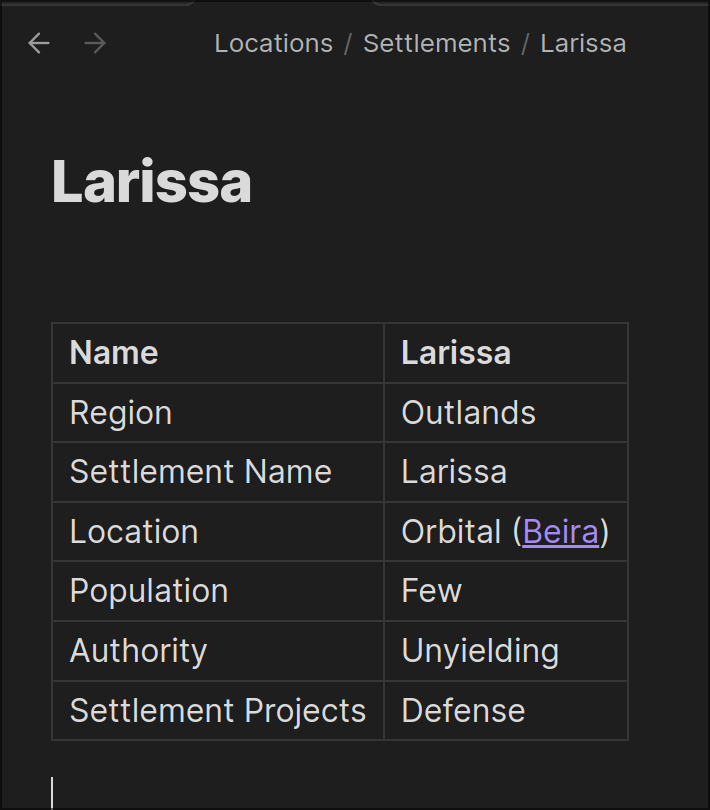 Locations / Settlements / Larissa
Larissa
Name Larissa
Region Outlands
Settlement Name Larissa
Location Orbital (Beira)
Population Few
Authority Unyielding
Settlement Projects Defense